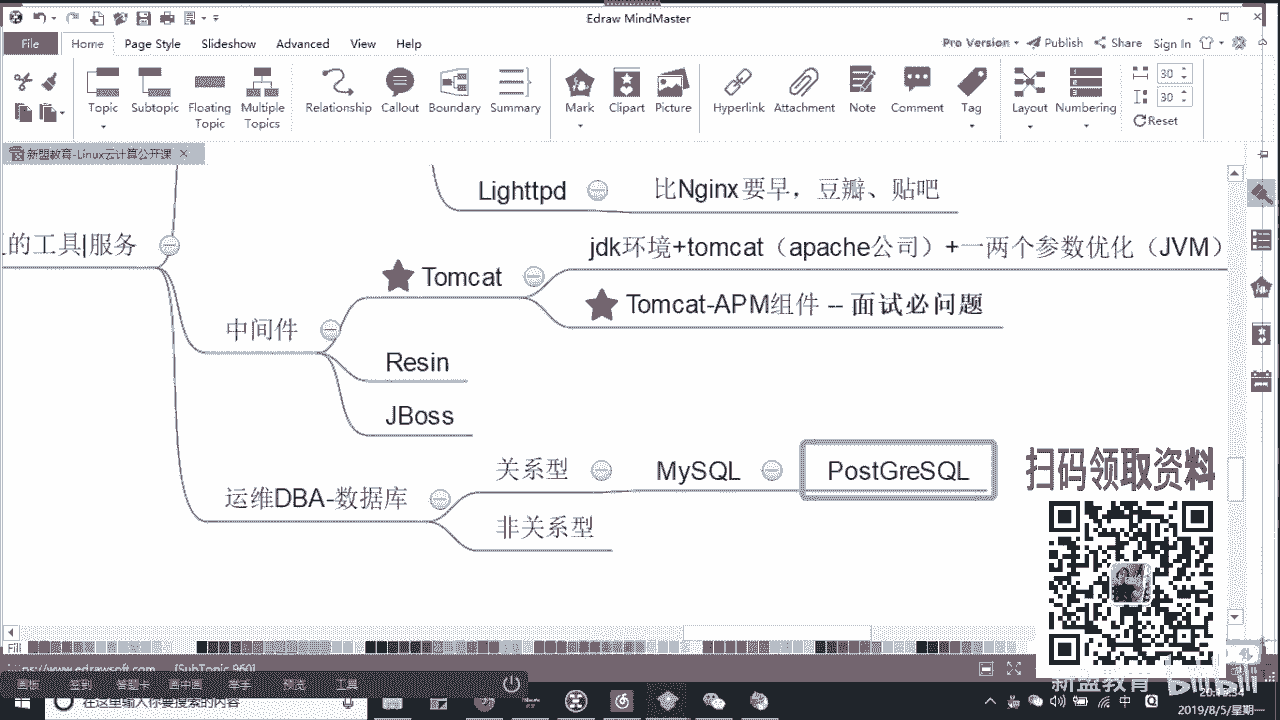 Edraw MindMaster
File Home Page Style Slideshow Advanced View Help
Pro Version Publish Share Sign In
Topic Subtopic Floating Topic Multiple Topics Relationship Callout Boundary Summary Mark Clipart Picture Hyperlink Attachment Note Comment Tag Layout Numbering
30
30
Reset
新盟教育-Linux云计算公开课
Lighttpd 比Nginx要早，豆瓣、贴吧
的工具|服务
jdk环境+tomcat（apache公司）+一两个参数优化（JVM）
Tomcat
Tomcat-APM组件 -- 面试必问题
中间件
Resin
JBoss
关系型 MySQL PostGreSQL
运维DBA-数据库
非关系型
扫码领取资料
Fill
新盟教育 bilibili
在这里输入你要搜索的内容
中
2019/8/5/星期一